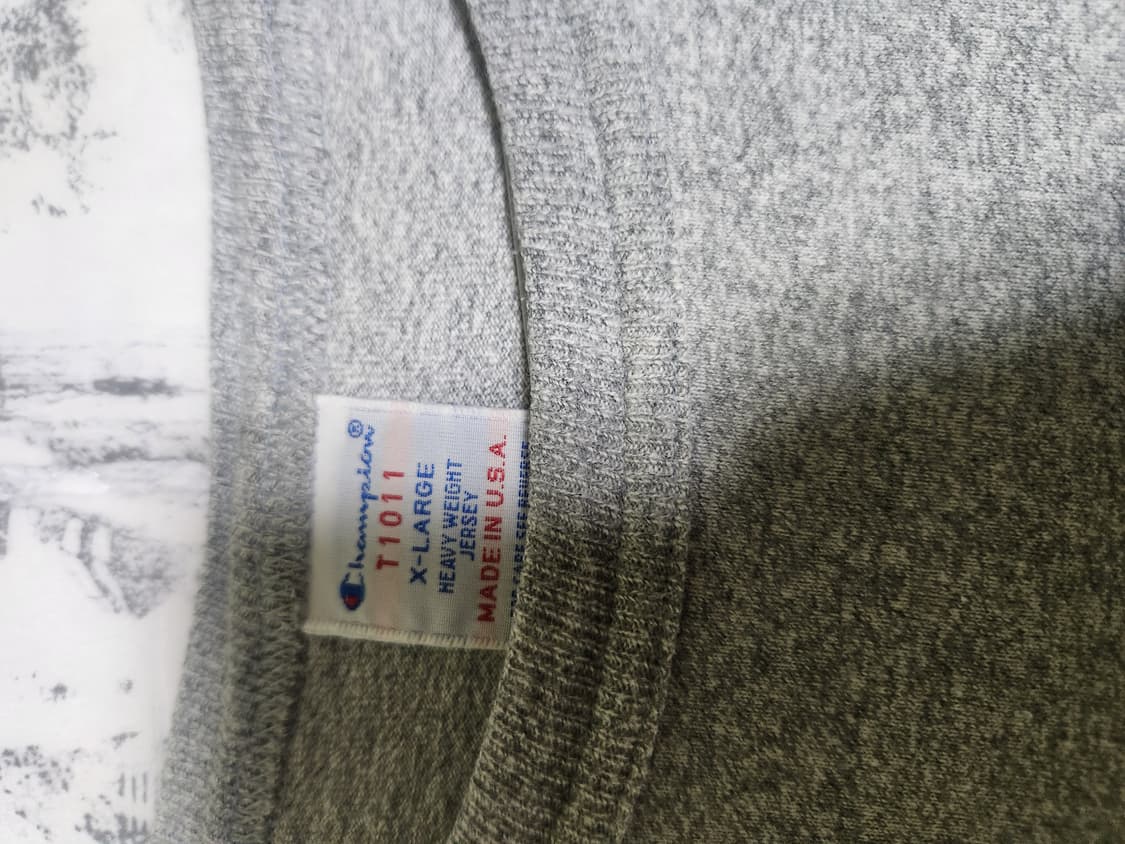 Champion®
T1011
X-LARGE
HEAVY WEIGHT
JERSEY
MADE IN U.S.A.